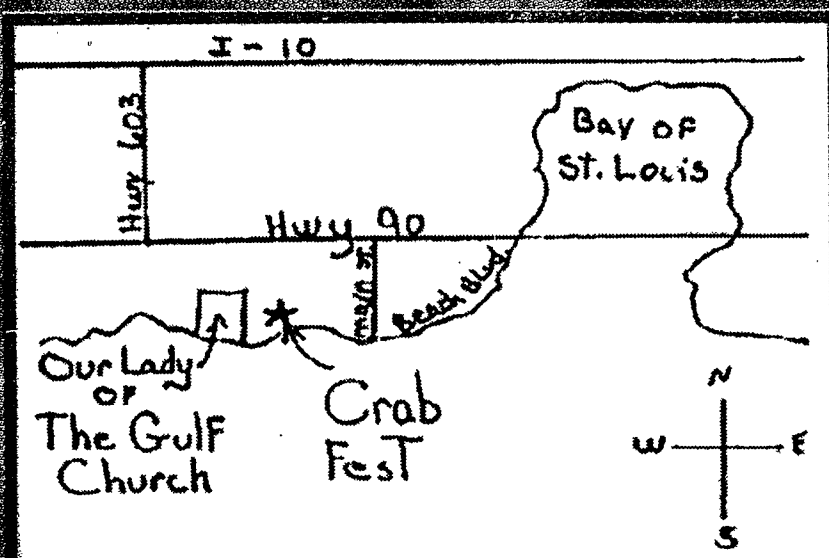 I-10
Hwy 603
Bay of
St. Louis
Hwy 90
Main St.
Beach Blvd.
Our Lady
of
The Gulf
Church
Crab
Fest
N
W E
S